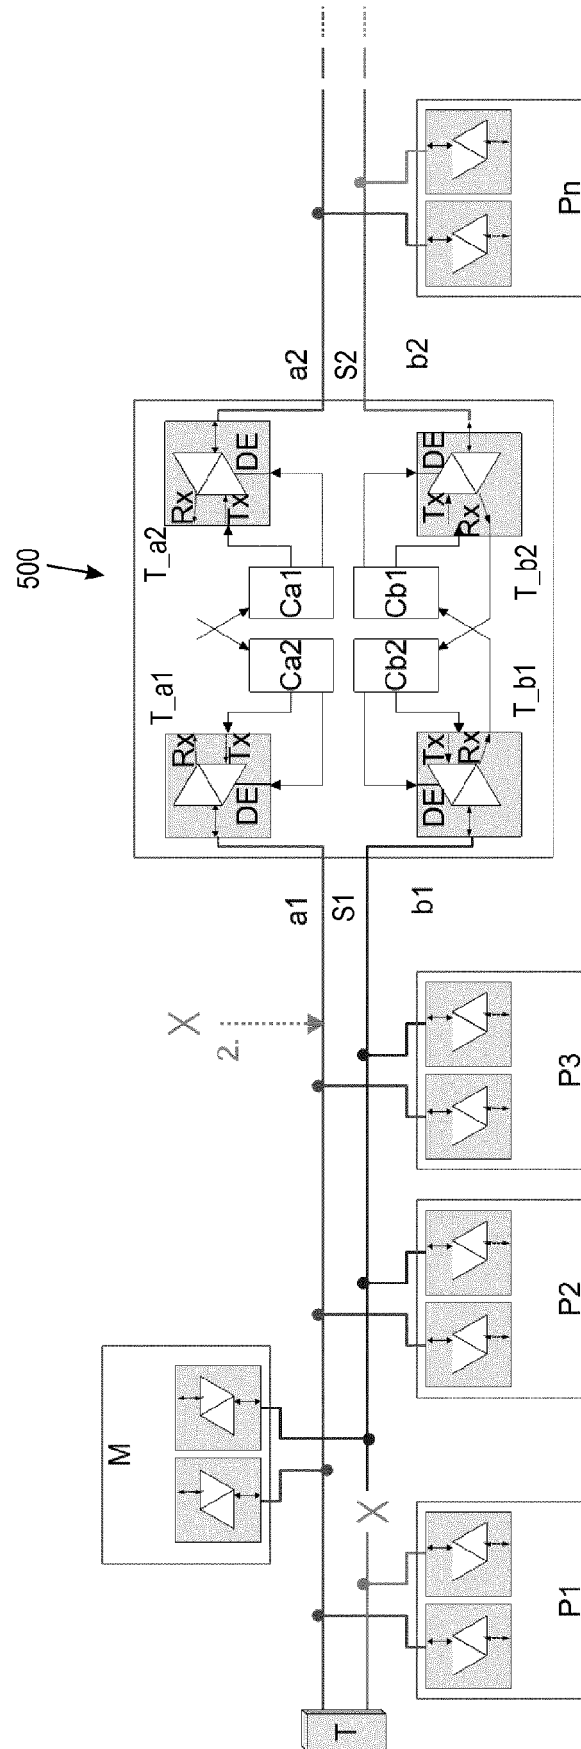 500
T_a1
T_a2
Rx
Tx
DE
Rx
Tx
DE
Ca2
Ca1
Cb2
Cb1
DE
Tx
Rx
Tx
DE
Rx
T_b1
T_b2
a1
S1
b1
a2
S2
b2
X
2.
M
X
T
P1
P2
P3
Pn